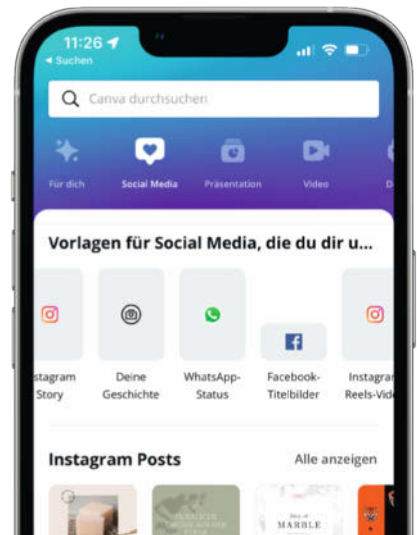 11:26
Suchen
Canva durchsuchen
Für dich
Social Media
Präsentation
Video
D
Vorlagen für Social Media, die du dir u...
stagram
Story
Deine
Geschichte
WhatsApp-
Status
Facebook-
Titelbilder
Instagra
Reels-Vide
Instagram Posts
Alle anzeigen
MARBLE